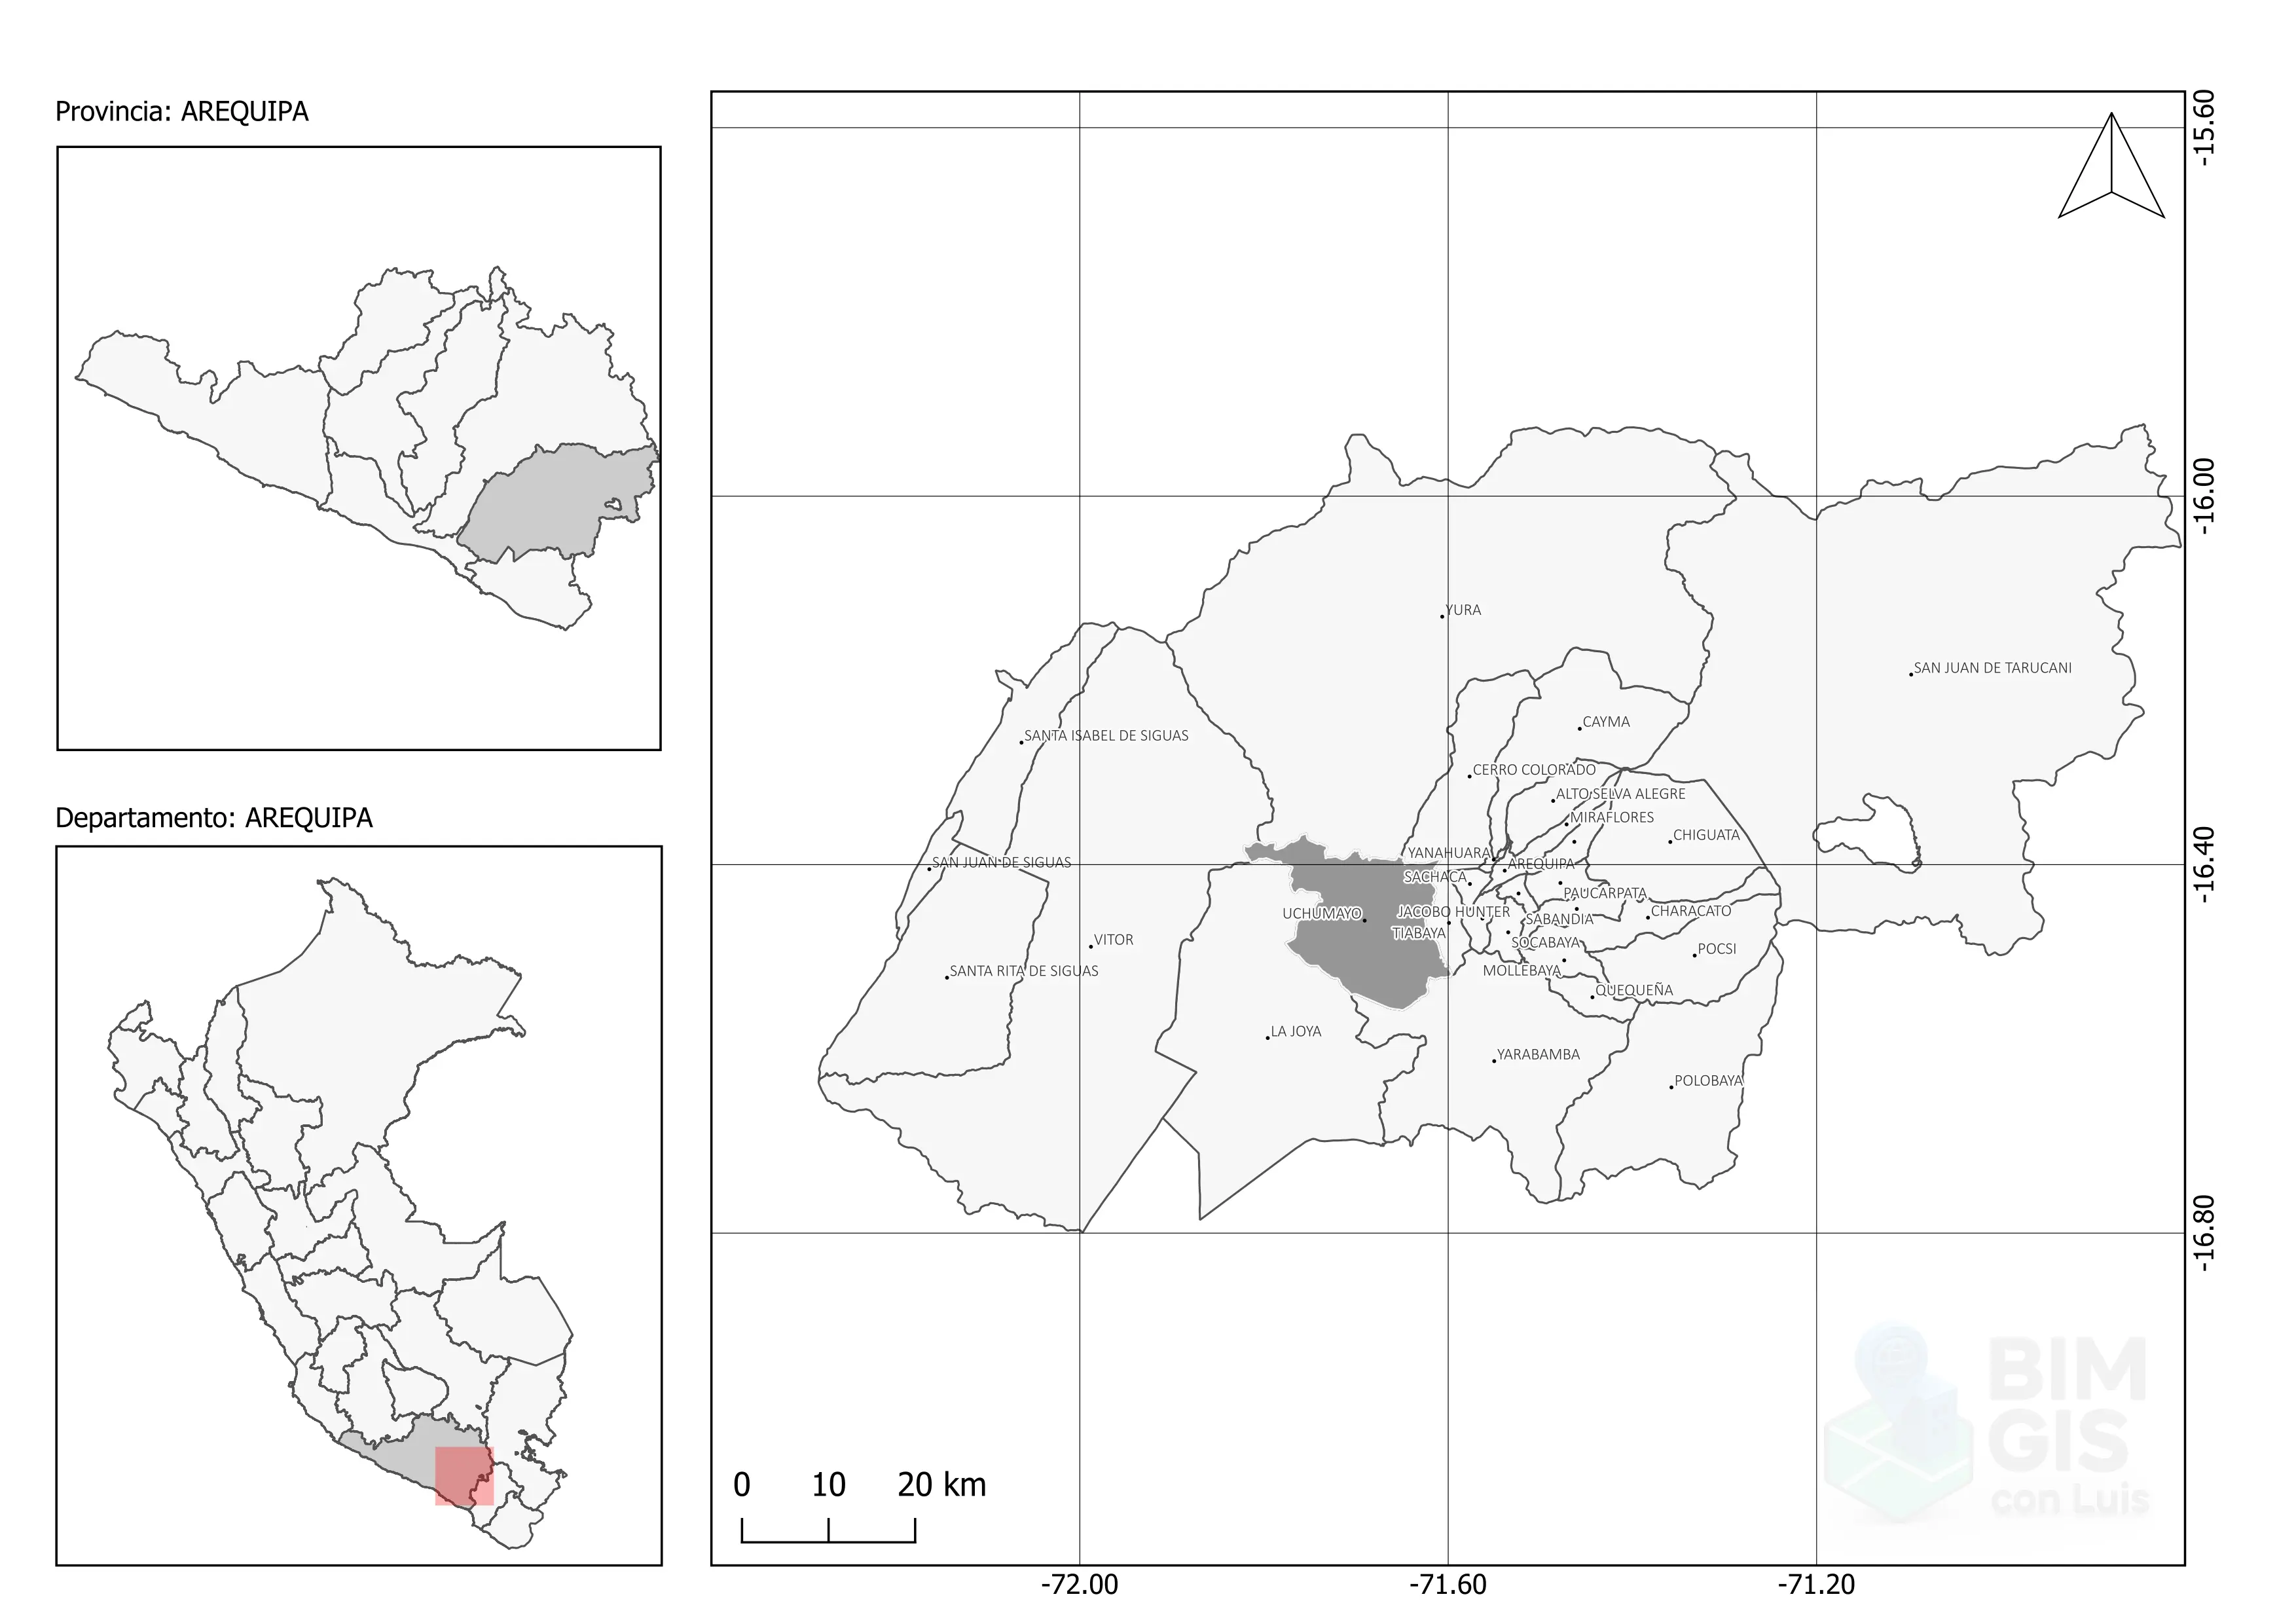 Provincia: AREQUIPA
Departamento: AREQUIPA
-15.60
-16.00
-16.40
-16.80
YURA
SAN JUAN DE TARUCANI
CAYMA
SANTA ISABEL DE SIGUAS
CERRO COLORADO
ALTO SELVA ALEGRE
MIRAFLORES
CHIGUATA
YANAHUARA
SAN JUAN DE SIGUAS
AREQUIPA
SACHACA
PAUCARPATA
UCHUMAYO
JACOBO HUNTER
CHARACATO
SABANDIA
TIABAYA
VITOR
SOCABAYA
POCSI
SANTA RITA DE SIGUAS
MOLLEBAYA
QUEQUEÑA
LA JOYA
YARABAMBA
POLOBAYA
BIM
GIS
con Luis
0 10 20 km
-72.00 -71.60 -71.20